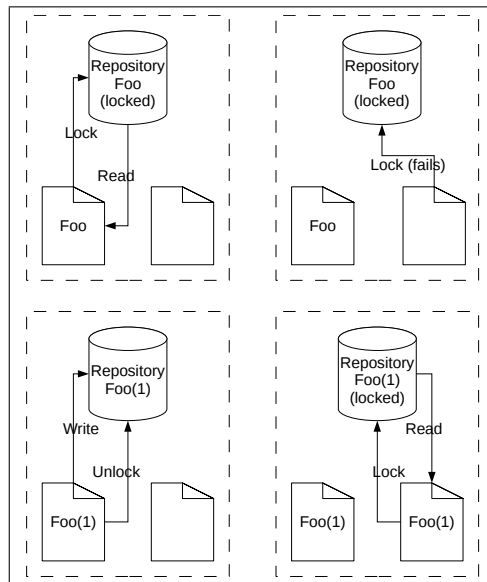 Repository
Foo
(locked)
Lock
Read
Foo
Repository
Foo
(locked)
Lock (fails)
Foo
Repository
Foo(1)
Write
Unlock
Foo(1)
Repository
Foo(1)
(locked)
Read
Lock
Foo(1)
Foo(1)